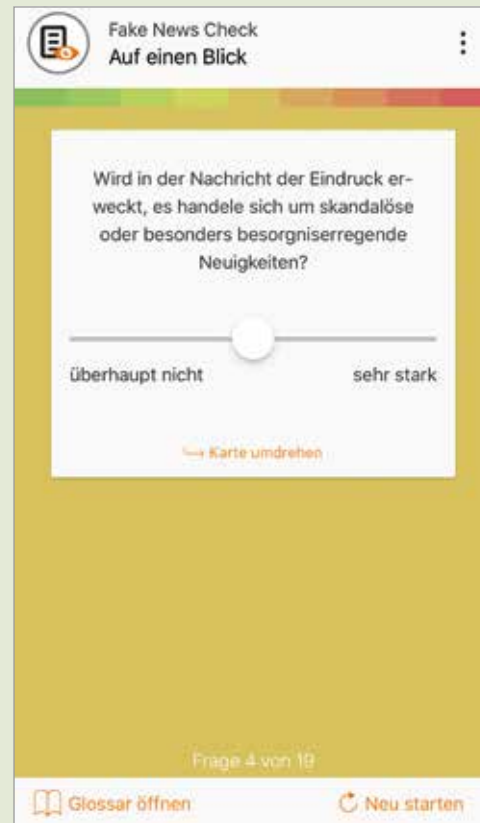 Fake News Check
Auf einen Blick
Wird in der Nachricht der Eindruck er-
weckt, es handele sich um skandalöse
oder besonders besorgniserregende
Neuigkeiten?
überhaupt nicht
sehr stark
Karte umdrehen
Frage 4 von 19
Glossar öffnen
Neu starten